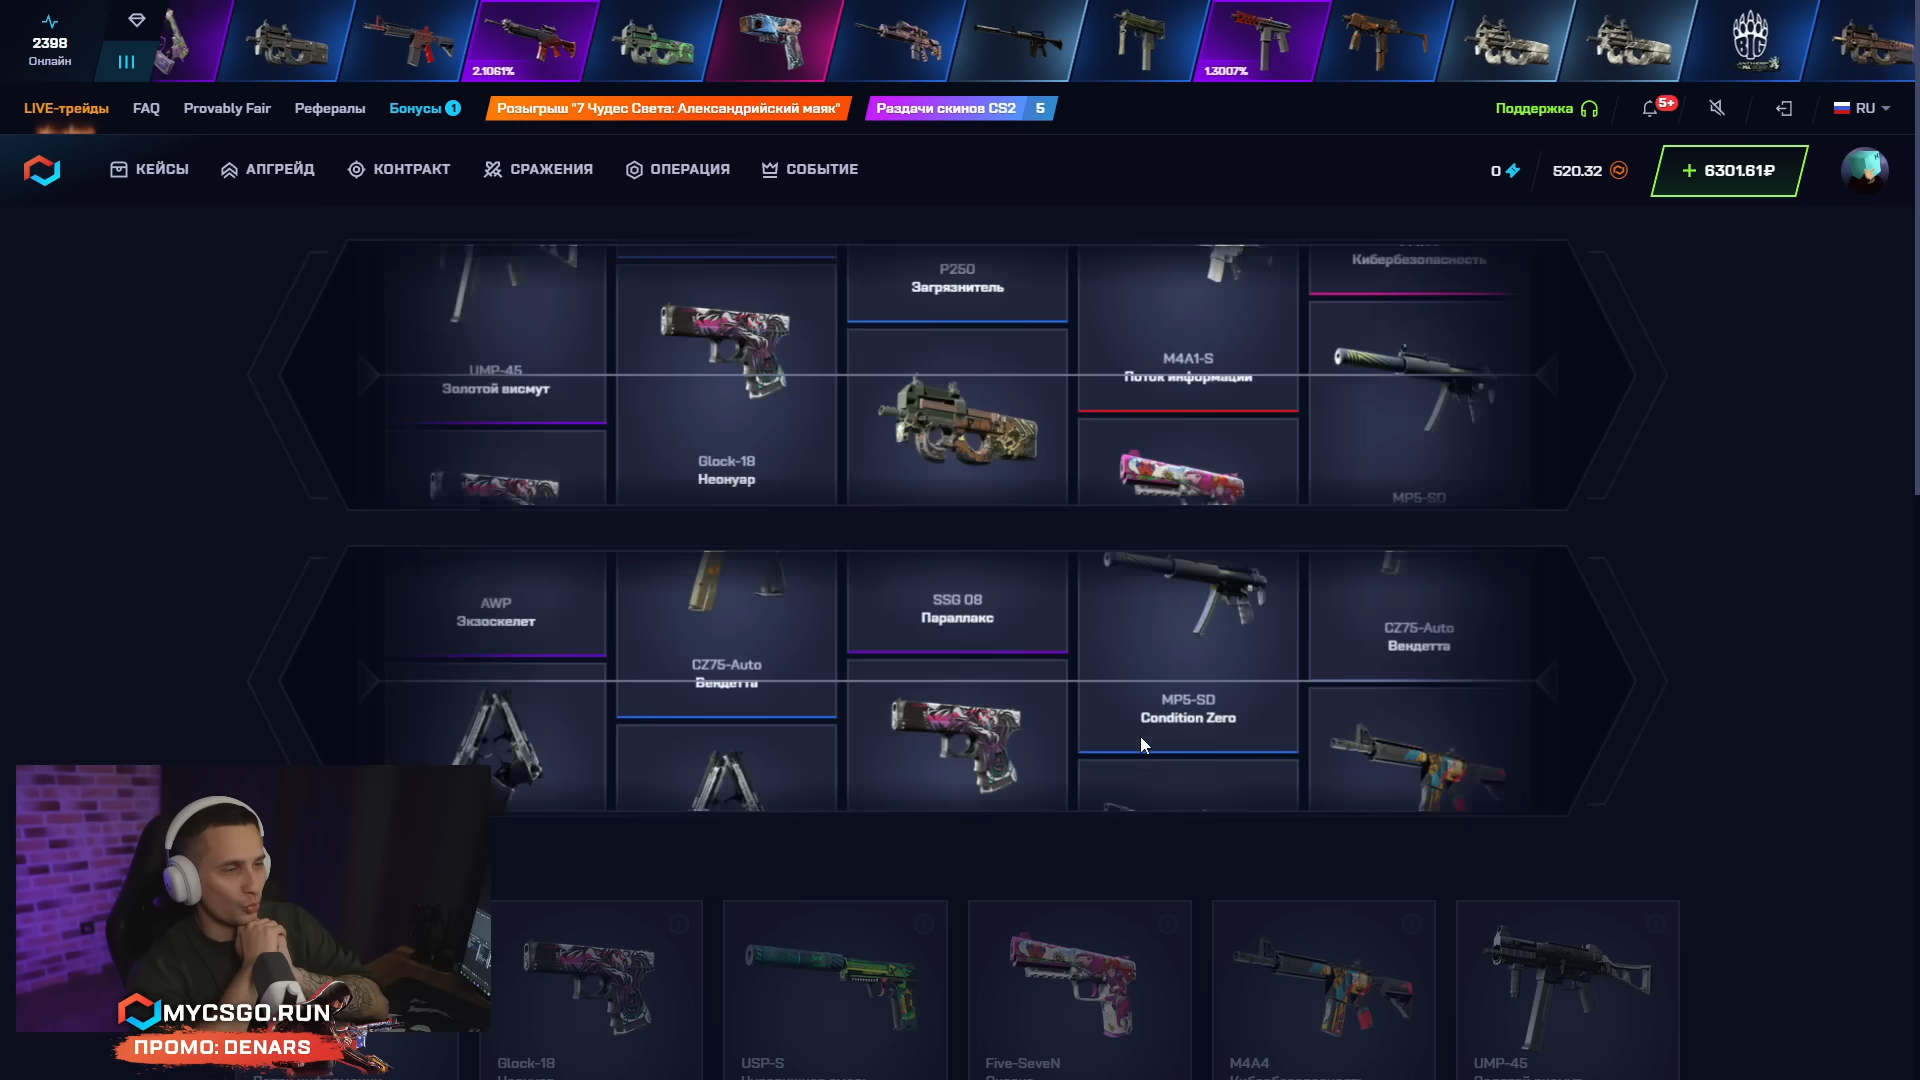 2398
Онлайн
2.1061%
1.3007%
BIG
LIVE-трейды
FAQ
Provably Fair
Рефералы
Бонусы 1
Розыгрыш "7 Чудес Света: Александрийский маяк"
Раздачи скинов CS2 5
Поддержка
5+
RU
КЕЙСЫ
АПГРЕЙД
КОНТРАКТ
СРАЖЕНИЯ
ОПЕРАЦИЯ
СОБЫТИЕ
0
520.32
+ 6301.61₽
UMP-45
Золотой висмут
Glock-18
Неонуар
P250
Загрязнитель
M4A1-S
Поток информации
Кибербезопасность
MP5-SD
AWP
Экзоскелет
CZ75-Auto
Вендетта
SSG 08
Параллакс
MP5-SD
Condition Zero
CZ75-Auto
Вендетта
Glock-18
USP-S
Five-SeveN
M4A4
UMP-45
MYCSGO.RUN
ПРОМО: DENARS